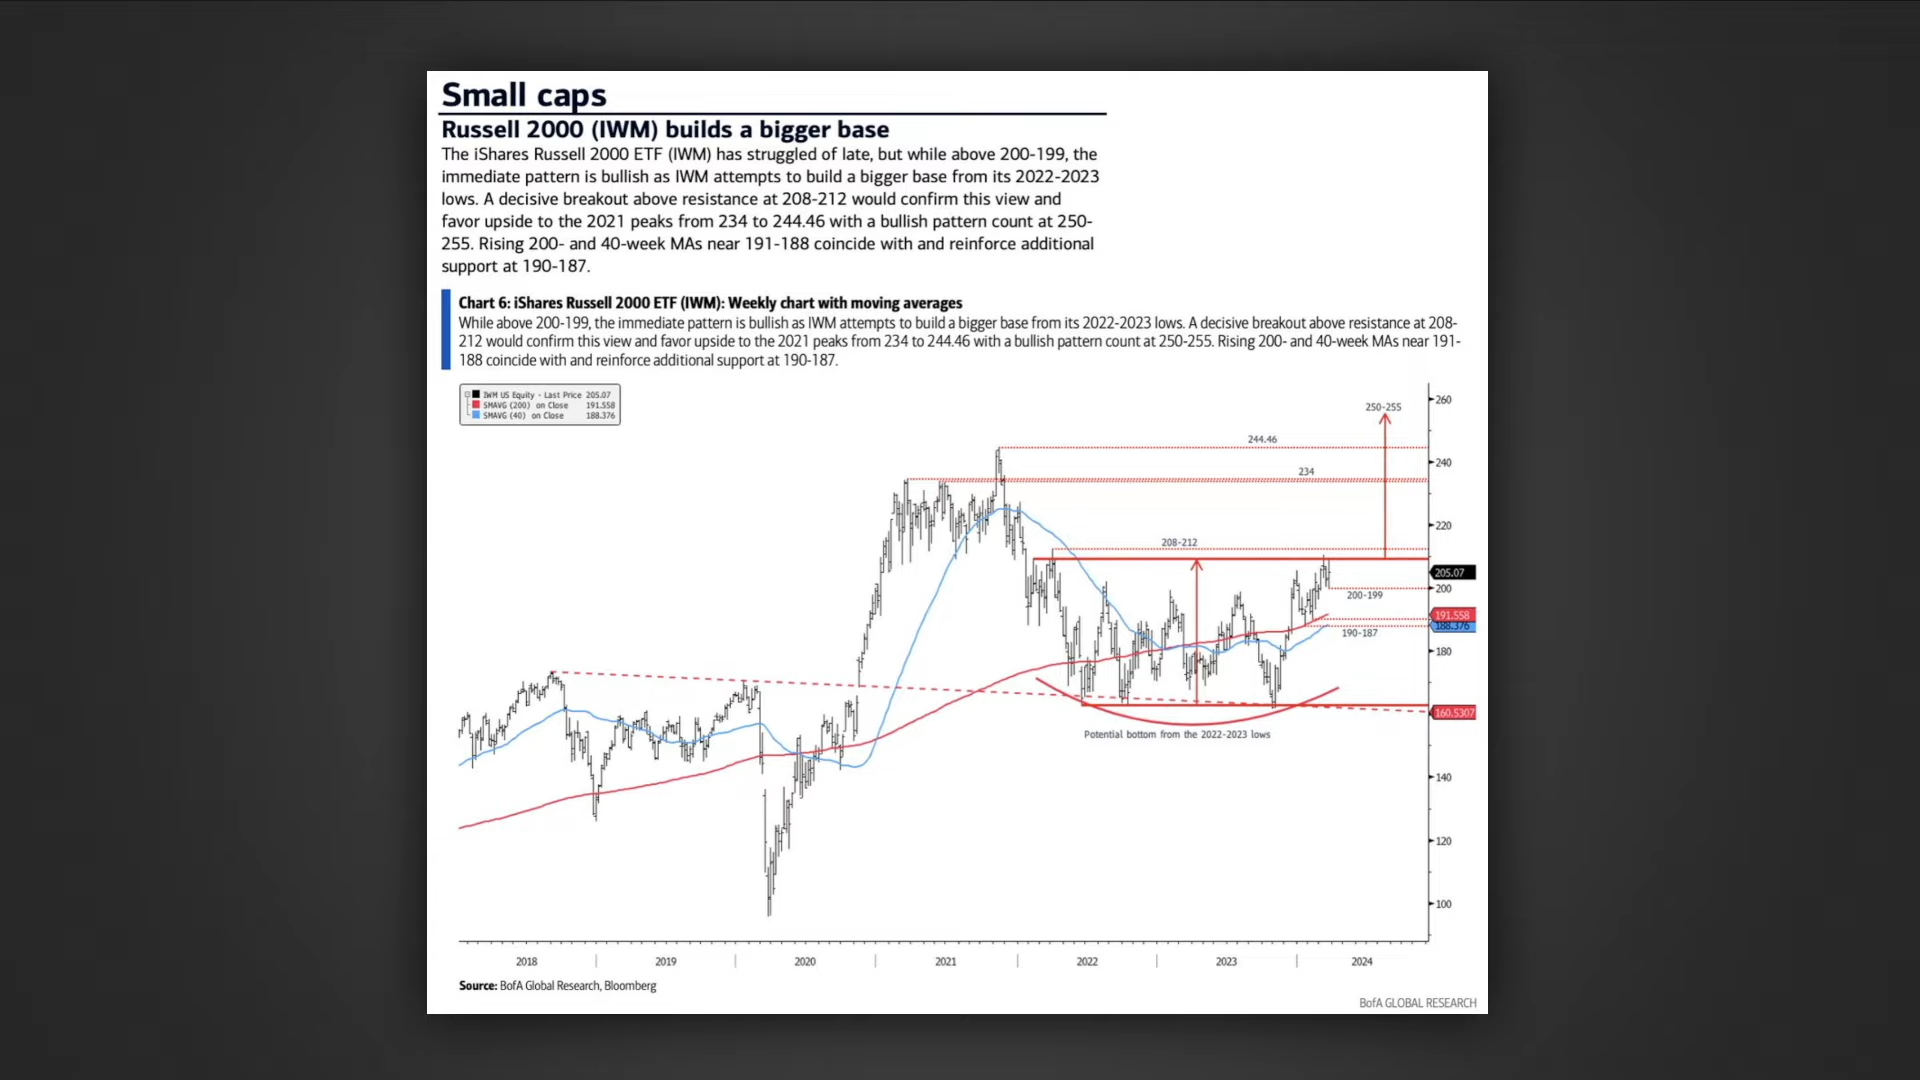 Small caps
Russell 2000 (IWM) builds a bigger base
The iShares Russell 2000 ETF (IWM) has struggled of late, but while above 200-199, the
immediate pattern is bullish as IWM attempts to build a bigger base from its 2022-2023
lows. A decisive breakout above resistance at 208-212 would confirm this view and
favor upside to the 2021 peaks from 234 to 244.46 with a bullish pattern count at 250-
255. Rising 200- and 40-week MAs near 191-188 coincide with and reinforce additional
support at 190-187.
Chart 6: iShares Russell 2000 ETF (IWM): Weekly chart with moving averages
While above 200-199, the immediate pattern is bullish as IWM attempts to build a bigger base from its 2022-2023 lows. A decisive breakout above resistance at 208-
212 would confirm this view and favor upside to the 2021 peaks from 234 to 244.46 with a bullish pattern count at 250-255. Rising 200- and 40-week MAs near 191-
188 coincide with and reinforce additional support at 190-187.
IWM US Equity - Last Price 205.07
SMAVG (200) on Close 191.558
SMAVG (40) on Close 188.376
260
250-255
244.46
240
234
220
208-212
205.07
200
200-199
191.558
188.376
190-187
180
160.5307
Potential bottom from the 2022-2023 lows
140
120
100
2018 2019 2020 2021 2022 2023 2024
Source: BofA Global Research, Bloomberg
BofA GLOBAL RESEARCH